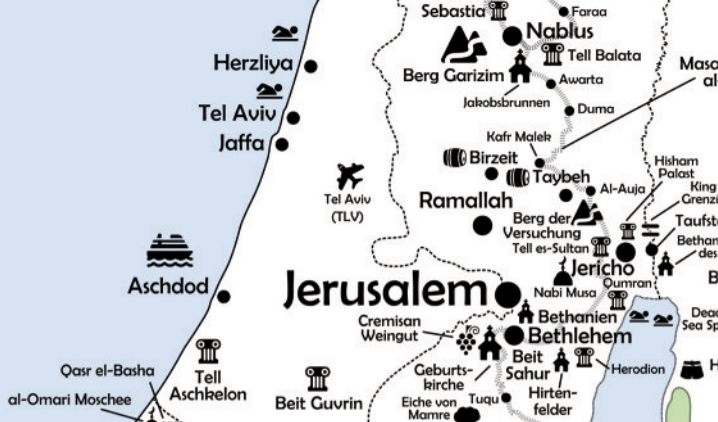 Sebastia
Faraa
Nablus
Herzliya
Tell Balata
Berg Garizim
Awarta
Jakobsbrunnen
Tel Aviv
Duma
Jaffa
Kafr Malek
Birzeit
Taybeh
Hisham
Palast
Al-Auja
Tel Aviv
(TLV)
Ramallah
King
Berg der
Versuchung
Tell es-Sultan
Jericho
Aschdod
Jerusalem
Nabi Musa
Qumran
Bethanien
Cremisan
Weingut
Bethlehem
Beit
Sahur
Herodion
Geburts-
kirche
Hirten-
felder
Tell
Aschkelon
Qasr el-Basha
al-Omari Moschee
Beit Guvrin
Eiche von
Mamre
Tuqu